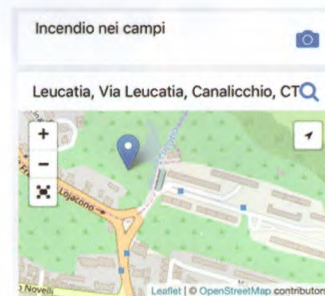 Incendio nei campi
Leucatia, Via Leucatia, Canalicchio, CT
+
−
Lojacono
o Novelli
Leaflet | © OpenStreetMap contributors